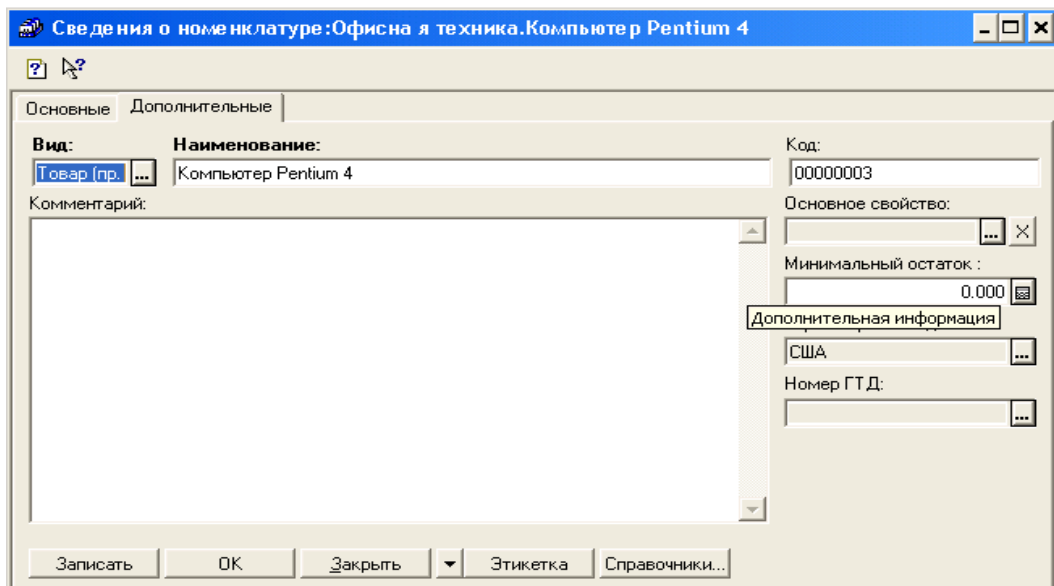 Сведения о номенклатуре:Офисна я техника.Компьютер Pentium 4
Основные Дополнительные
Вид: Наименование: Код:
Товар (пр. ... Компьютер Pentium 4 00000003
Комментарий: Основное свойство:
...
Минимальный остаток :
0.000
Дополнительная информация
США ...
Номер ГТД:
...
Записать OK Закрыть Этикетка Справочники...